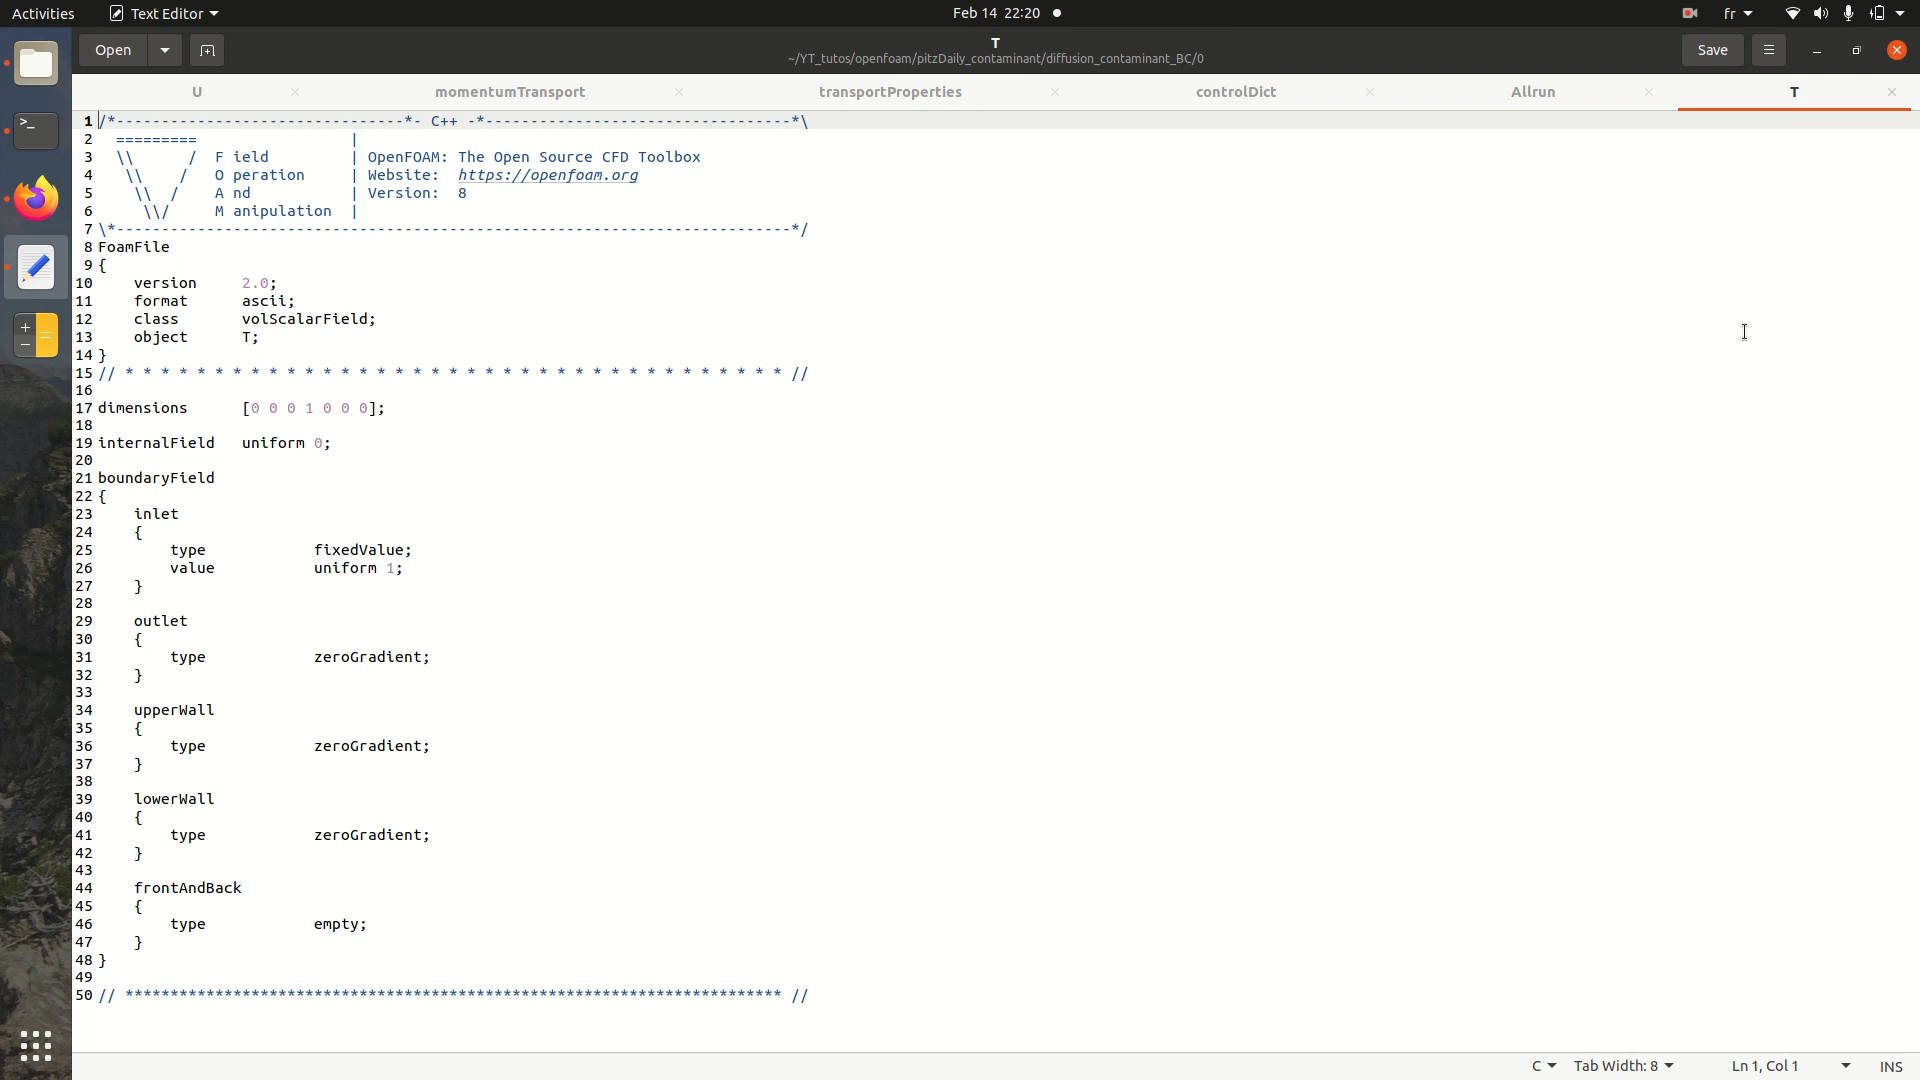 Activities Text Editor Feb 14 22:20 fr
Open T Save
~/YT_tutos/openfoam/pitzDaily_contaminant/diffusion_contaminant_BC/0
U momentumTransport transportProperties controlDict Allrun T
1 /*--------------------------------*- C++ -*----------------------------------*\
2   =========                 |
3   \\      /  F ield         | OpenFOAM: The Open Source CFD Toolbox
4    \\    /   O peration     | Website:  https://openfoam.org
5     \\  /    A nd           | Version:  8
6      \\/     M anipulation  |
7 \*---------------------------------------------------------------------------*/
8 FoamFile
9 {
10     version     2.0;
11     format      ascii;
12     class       volScalarField;
13     object      T;
14 }
15 // * * * * * * * * * * * * * * * * * * * * * * * * * * * * * * * * * * * * * //
16
17 dimensions      [0 0 0 1 0 0 0];
18
19 internalField   uniform 0;
20
21 boundaryField
22 {
23     inlet
24     {
25         type            fixedValue;
26         value           uniform 1;
27     }
28
29     outlet
30     {
31         type            zeroGradient;
32     }
33
34     upperWall
35     {
36         type            zeroGradient;
37     }
38
39     lowerWall
40     {
41         type            zeroGradient;
42     }
43
44     frontAndBack
45     {
46         type            empty;
47     }
48 }
49
50 // ************************************************************************* //
C Tab Width: 8 Ln 1, Col 1 INS